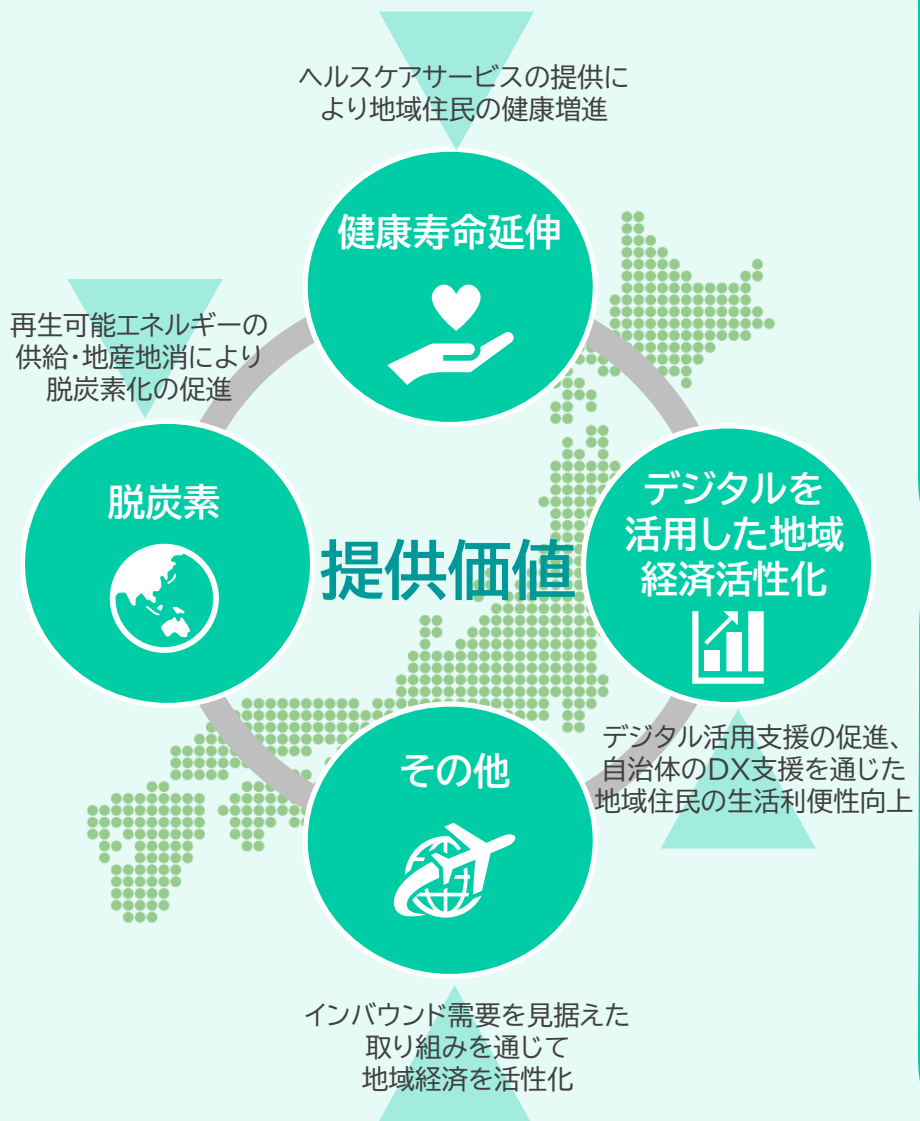 ヘルスケアサービスの提供に
より地域住民の健康増進
健康寿命延伸
再生可能エネルギーの
供給・地産地消により
脱炭素化の促進
脱炭素
提供価値
デジタルを
活用した地域
経済活性化
デジタル活用支援の促進、
自治体のDX支援を通じた
地域住民の生活利便性向上
その他
インバウンド需要を見据えた
取り組みを通じて
地域経済を活性化